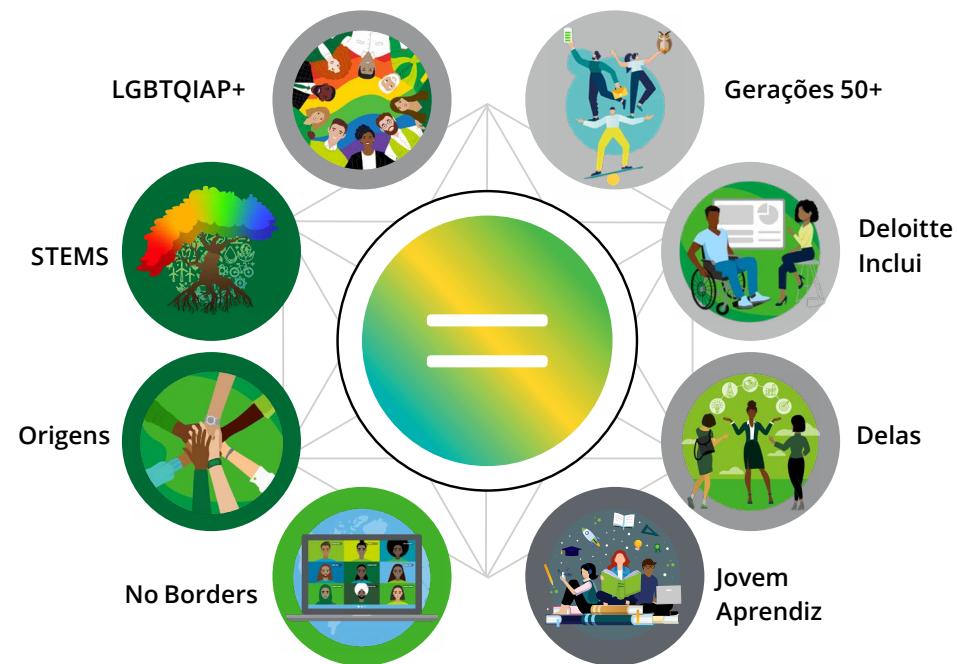 LGBTQIAP+
Gerações 50+
STEMS
Deloitte
Inclui
Origens
Delas
No Borders
Jovem
Aprendiz